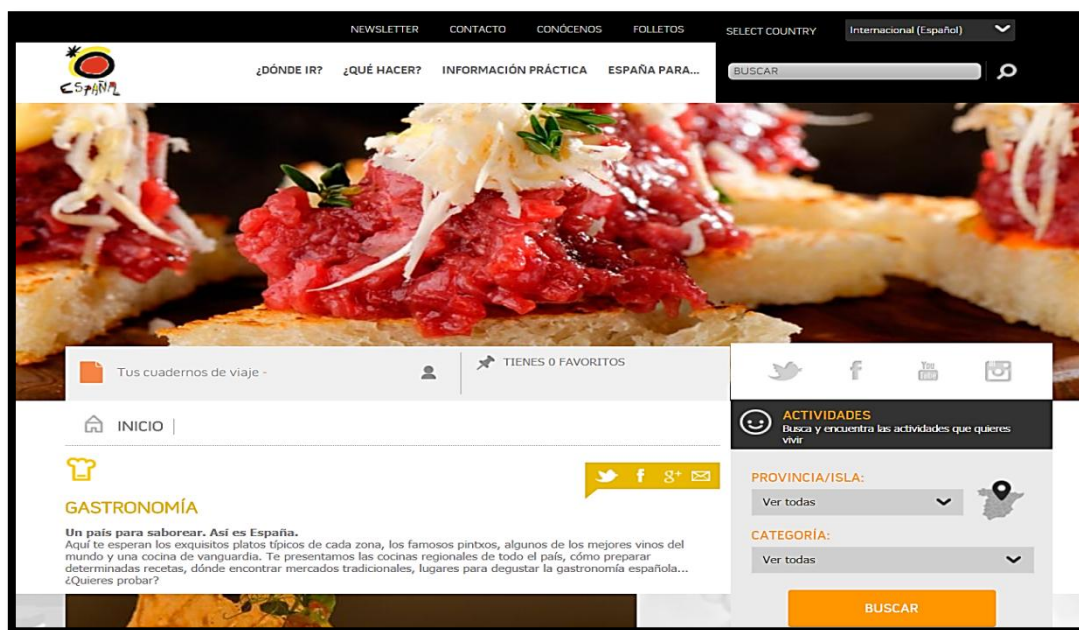 NEWSLETTER CONTACTO CONÓCENOS FOLLETOS SELECT COUNTRY Internacional (Español)
ESPAÑA
¿DÓNDE IR? ¿QUÉ HACER? INFORMACIÓN PRÁCTICA ESPAÑA PARA... BUSCAR
Tus cuadernos de viaje -
TIENES 0 FAVORITOS
You Tube
INICIO
ACTIVIDADES
Busca y encuentra las actividades que quieres
vivir
GASTRONOMÍA
Un país para saborear. Así es España.
Aquí te esperan los exquisitos platos típicos de cada zona, los famosos pintxos, algunos de los mejores vinos del
mundo y una cocina de vanguardia. Te presentamos las cocinas regionales de todo el país, cómo preparar
determinadas recetas, dónde encontrar mercados tradicionales, lugares para degustar la gastronomía española...
¿Quieres probar?
PROVINCIA/ISLA:
Ver todas
CATEGORÍA:
Ver todas
BUSCAR